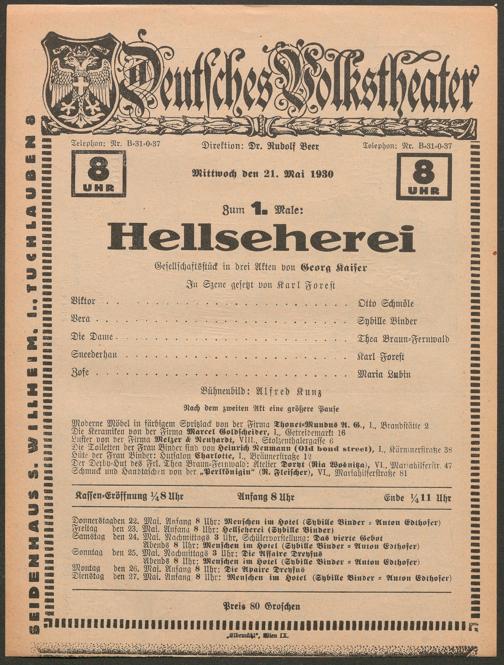 Deutsches Volkstheater
Telephon: Nr. B-31-0-37 Direktion: Dr. Rudolf Beer Telephon: Nr. B-31-0-37
8 UHR Mittwoch den 21. Mai 1930 8 UHR
Zum 1. Male:
Hellseherei
Gesellschaftsstück in drei Akten von Georg Kaiser
In Szene gesetzt von Karl Forest
Viktor Otto Schmöle
Vera Sybille Binder
Die Dame Thea Braun-Fernwald
Sneederhan Karl Forest
Zofe Maria Lubin
Bühnenbild: Alfred Kunz
Nach dem zweiten Akt eine größere Pause
Moderne Möbel in färbigem Spritzlack von der Firma Thonet-Mundus A. G., I., Brandstätte 2
Die Keramiken von der Firma Marcel Goldscheider, I., Getreidemarkt 16
Luster von der Firma Melzer & Neuhardt, VIII., Stolzenthalergasse 6
Die Toiletten der Frau Binder sind von Heinrich Neumann (Old bond street), I., Kärntnerstraße 38
Hüte der Frau Binder: Hutsalon Charlotte, I., Bräunerstraße 12
Der Derby-Hut des Frl. Thea Braun-Fernwald: Atelier Doryt (Ria Wosnitza), VI., Mariahilferstr. 47
Schmuck und Handtaschen von der „Perlkönigin“ (R. Fleischer), VI., Mariahilferstraße 81
Kassen-Eröffnung ¼8 Uhr Anfang 8 Uhr Ende ¼11 Uhr
Donnerstag den 22. Mai. Anfang 8 Uhr: Menschen im Hotel (Sybille Binder - Anton Edthofer)
Freitag den 23. Mai. Anfang 8 Uhr: Hellseherei (Sybille Binder)
Samstag den 24. Mai. Nachmittags 3 Uhr, Schülervorstellung: Das vierte Gebot
Abends 8 Uhr: Menschen im Hotel (Sybille Binder - Anton Edthofer)
Sonntag den 25. Mai. Nachmittags 3 Uhr: Die Affaire Dreyfus
Abends 8 Uhr: Menschen im Hotel (Sybille Binder - Anton Edthofer)
Montag den 26. Mai. Anfang 8 Uhr: Die Affaire Dreyfus
Dienstag den 27. Mai. Anfang 8 Uhr: Menschen im Hotel (Sybille Binder - Anton Edthofer)
Preis 80 Groschen
„Elbemühl“, Wien IX.
SEIDENHAUS S. WILLHEIM, I., TUCHLAUBEN 8